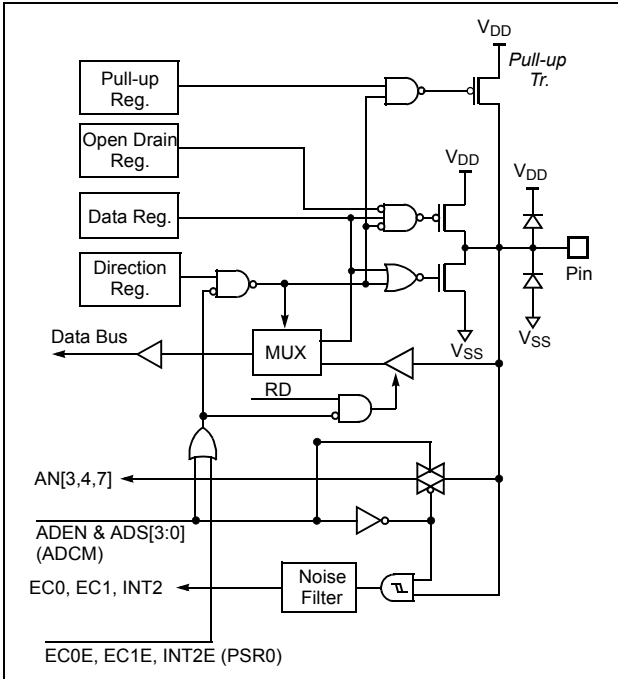 VDD
Pull-up
Tr.
Pull-up
Reg.
Open Drain
Reg.
VDD
VDD
Data Reg.
Direction
Reg.
Pin
Data Bus
MUX
VSS
VSS
RD
AN[3,4,7]
ADEN & ADS[3:0]
(ADCM)
EC0, EC1, INT2
Noise
Filter
EC0E, EC1E, INT2E (PSR0)